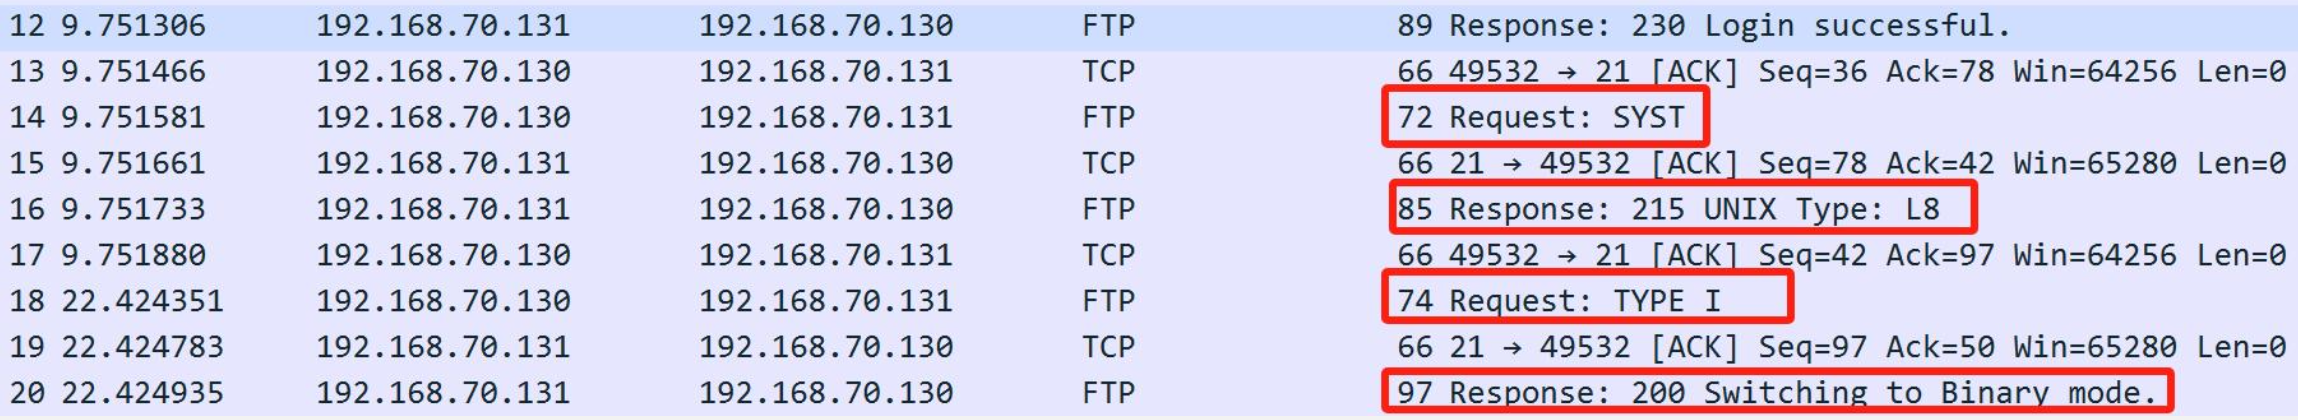 12 9.751306 192.168.70.131 192.168.70.130 FTP 89 Response: 230 Login successful.
13 9.751466 192.168.70.130 192.168.70.131 TCP 66 49532 → 21 [ACK] Seq=36 Ack=78 Win=64256 Len=0
14 9.751581 192.168.70.130 192.168.70.131 FTP 72 Request: SYST
15 9.751661 192.168.70.131 192.168.70.130 TCP 66 21 → 49532 [ACK] Seq=78 Ack=42 Win=65280 Len=0
16 9.751733 192.168.70.131 192.168.70.130 FTP 85 Response: 215 UNIX Type: L8
17 9.751880 192.168.70.130 192.168.70.131 TCP 66 49532 → 21 [ACK] Seq=42 Ack=97 Win=64256 Len=0
18 22.424351 192.168.70.130 192.168.70.131 FTP 74 Request: TYPE I
19 22.424783 192.168.70.131 192.168.70.130 TCP 66 21 → 49532 [ACK] Seq=97 Ack=50 Win=65280 Len=0
20 22.424935 192.168.70.131 192.168.70.130 FTP 97 Response: 200 Switching to Binary mode.